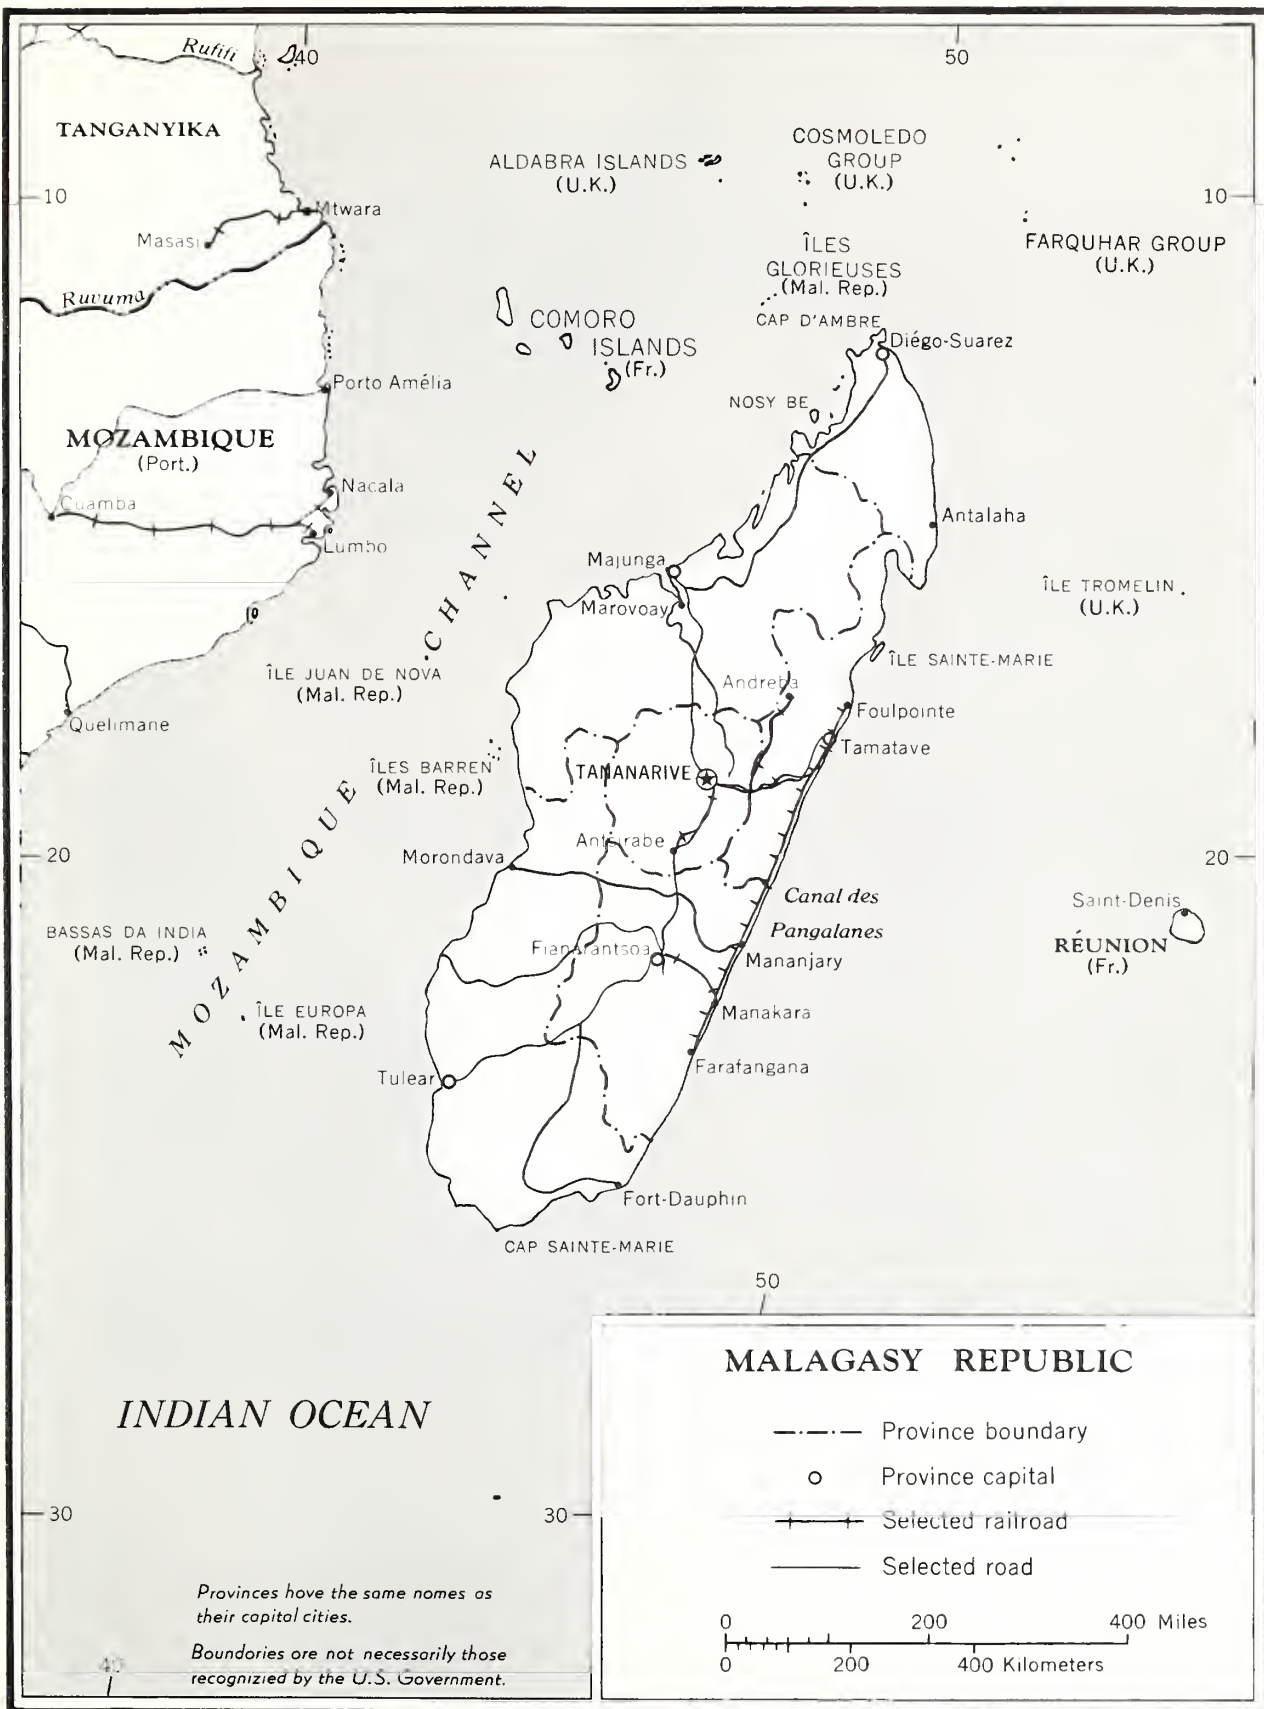 Rufiji
40
50
TANGANYIKA
ALDABRA ISLANDS
(U.K.)
COSMOLEDO
GROUP
(U.K.)
10
10
Mtwara
Masasi
ÎLES
GLORIEUSES
(Mal. Rep.)
FARQUHAR GROUP
(U.K.)
Ruvuma
COMORO
ISLANDS
(Fr.)
CAP D'AMBRE
Diégo-Suarez
Porto Amélia
NOSY BE
MOZAMBIQUE
(Port.)
Nacala
Cuamba
Lumbo
Antalaha
MOZAMBIQUE CHANNEL
Majunga
Marovoay
ÎLE TROMELIN
(U.K.)
ÎLE SAINTE-MARIE
ÎLE JUAN DE NOVA
(Mal. Rep.)
Andreba
Foulpointe
Quelimane
Tamatave
ÎLES BARREN
(Mal. Rep.)
TANANARIVE
Antsirabe
20
20
Morondava
Canal des
Pangalanes
Saint-Denis
RÉUNION
(Fr.)
BASSAS DA INDIA
(Mal. Rep.)
Fianarantsoa
Mananjary
ÎLE EUROPA
(Mal. Rep.)
Manakara
Farafangana
Tulear
Fort-Dauphin
CAP SAINTE-MARIE
50
MALAGASY REPUBLIC
INDIAN OCEAN
Province boundary
Province capital
30
30
Selected railroad
Selected road
Provinces hove the same nomes as
their copitol cities.
Boundories ore not necessarily those
recognizied by the U.S. Government.
40
0 200 400 Miles
0 200 400 Kilometers